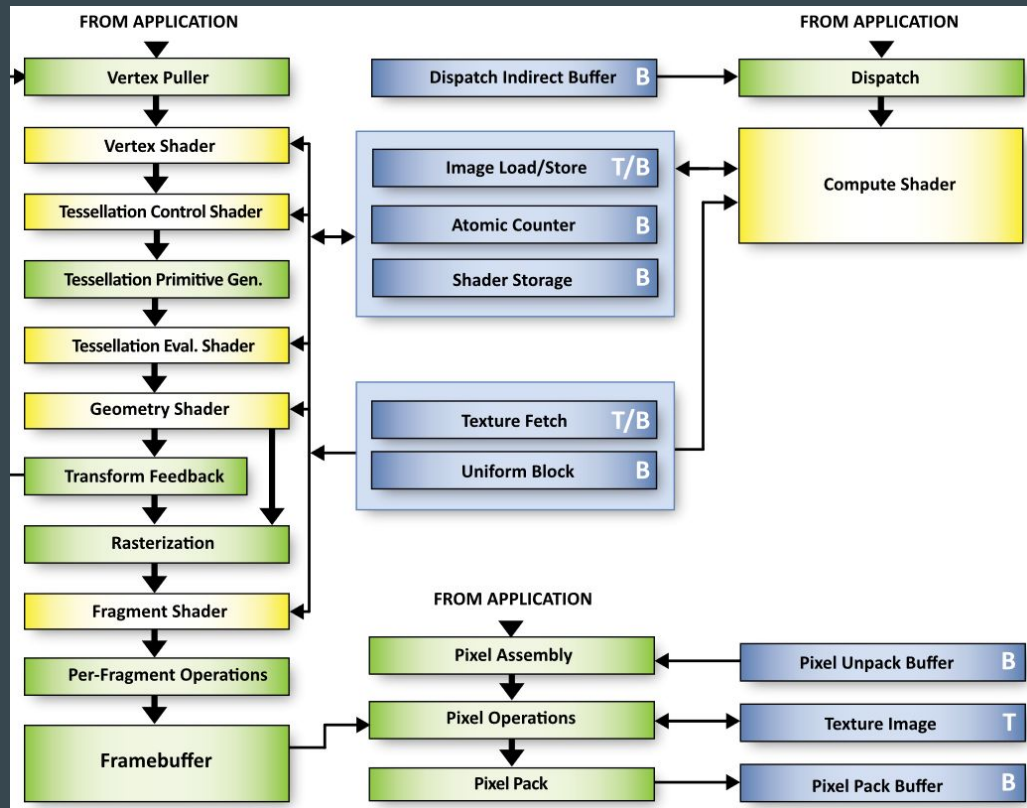 FROM APPLICATION
Vertex Puller
Vertex Shader
Tessellation Control Shader
Tessellation Primitive Gen.
Tessellation Eval. Shader
Geometry Shader
Transform Feedback
Rasterization
Fragment Shader
Per-Fragment Operations
Framebuffer
Dispatch Indirect Buffer B
Image Load/Store T/B
Atomic Counter B
Shader Storage B
Texture Fetch T/B
Uniform Block B
FROM APPLICATION
Dispatch
Compute Shader
FROM APPLICATION
Pixel Assembly
Pixel Operations
Pixel Pack
Pixel Unpack Buffer B
Texture Image T
Pixel Pack Buffer B